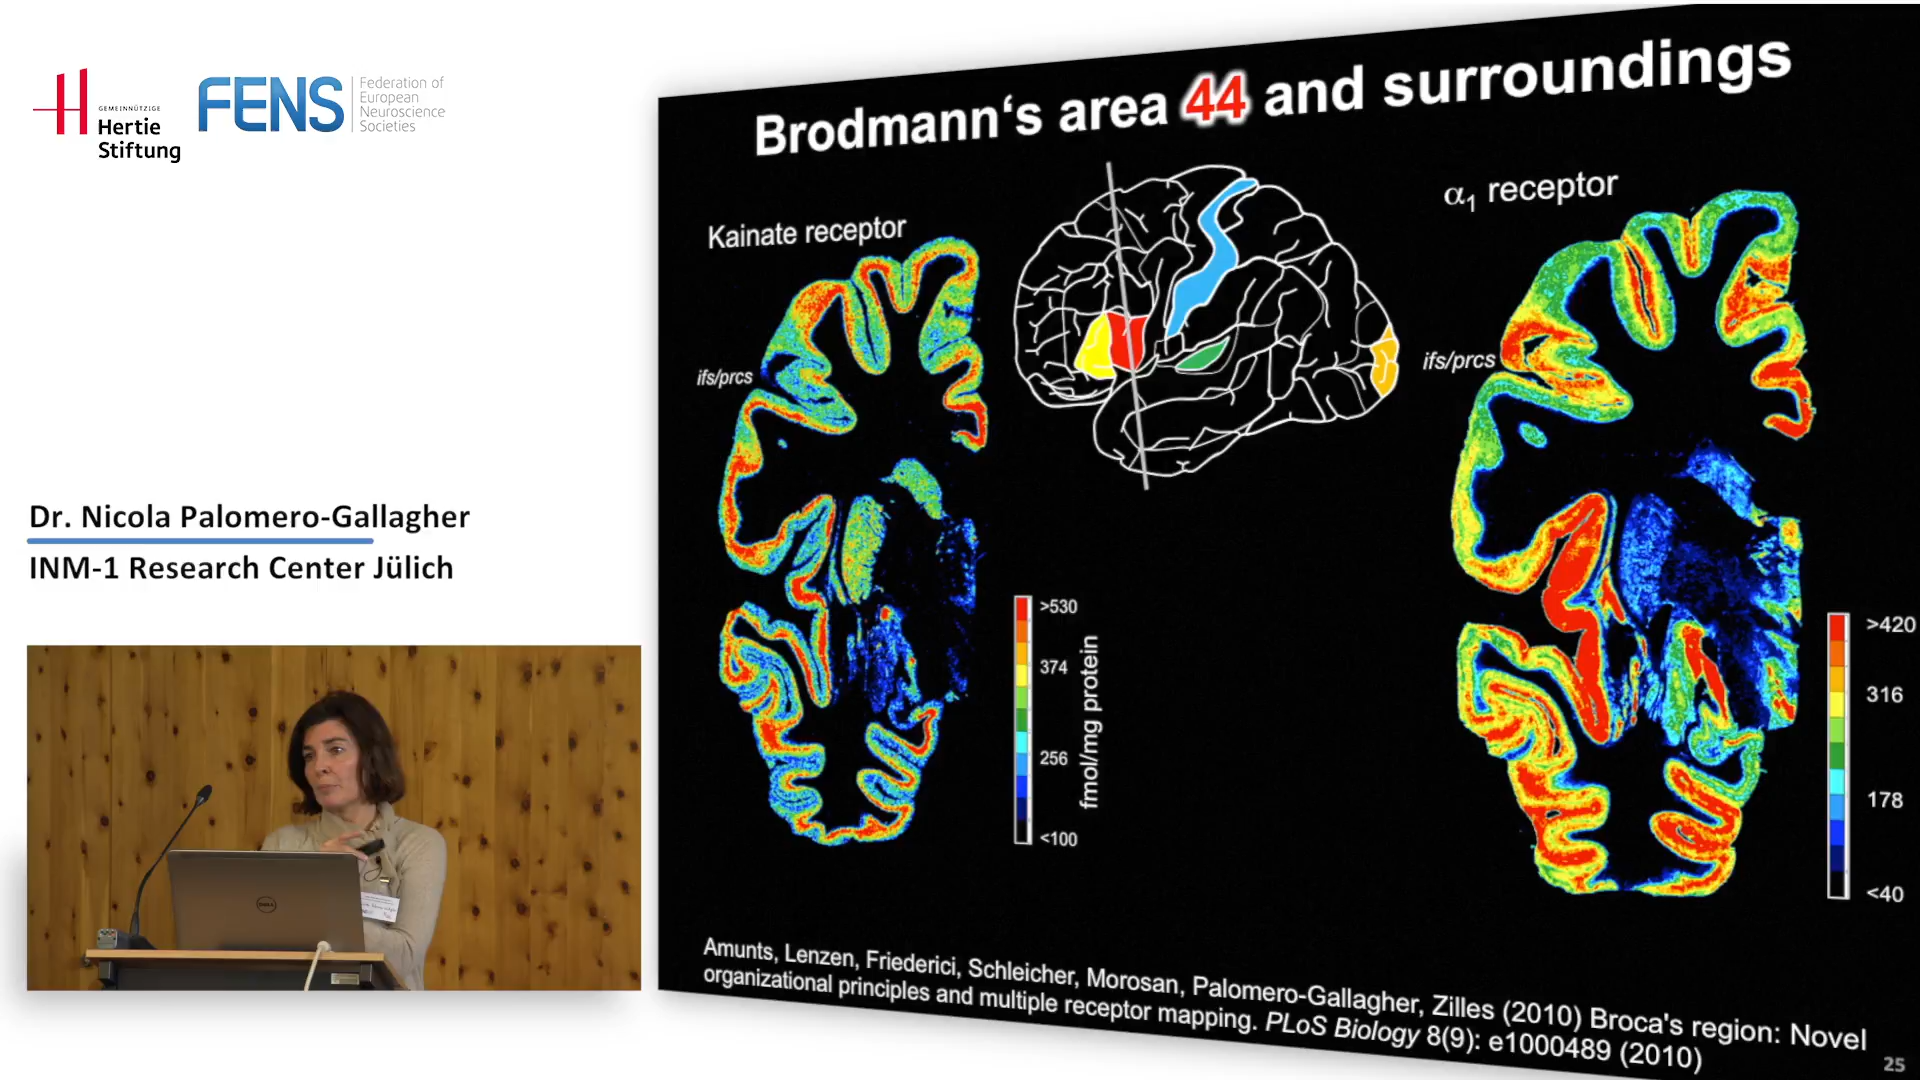 GEMEINNÜTZIGE
Hertie
Stiftung
FENS
Federation of
European
Neuroscience
Societies
Dr. Nicola Palomero-Gallagher
INM-1 Research Center Jülich
DELL
Brodmann‘s area 44 and surroundings
Kainate receptor
α₁ receptor
ifs/prcs
ifs/prcs
>530
374
256
<100
fmol/mg protein
>420
316
178
<40
Amunts, Lenzen, Friederici, Schleicher, Morosan, Palomero-Gallagher, Zilles (2010) Broca's region: Novel
organizational principles and multiple receptor mapping. PLoS Biology 8(9): e1000489 (2010)
25